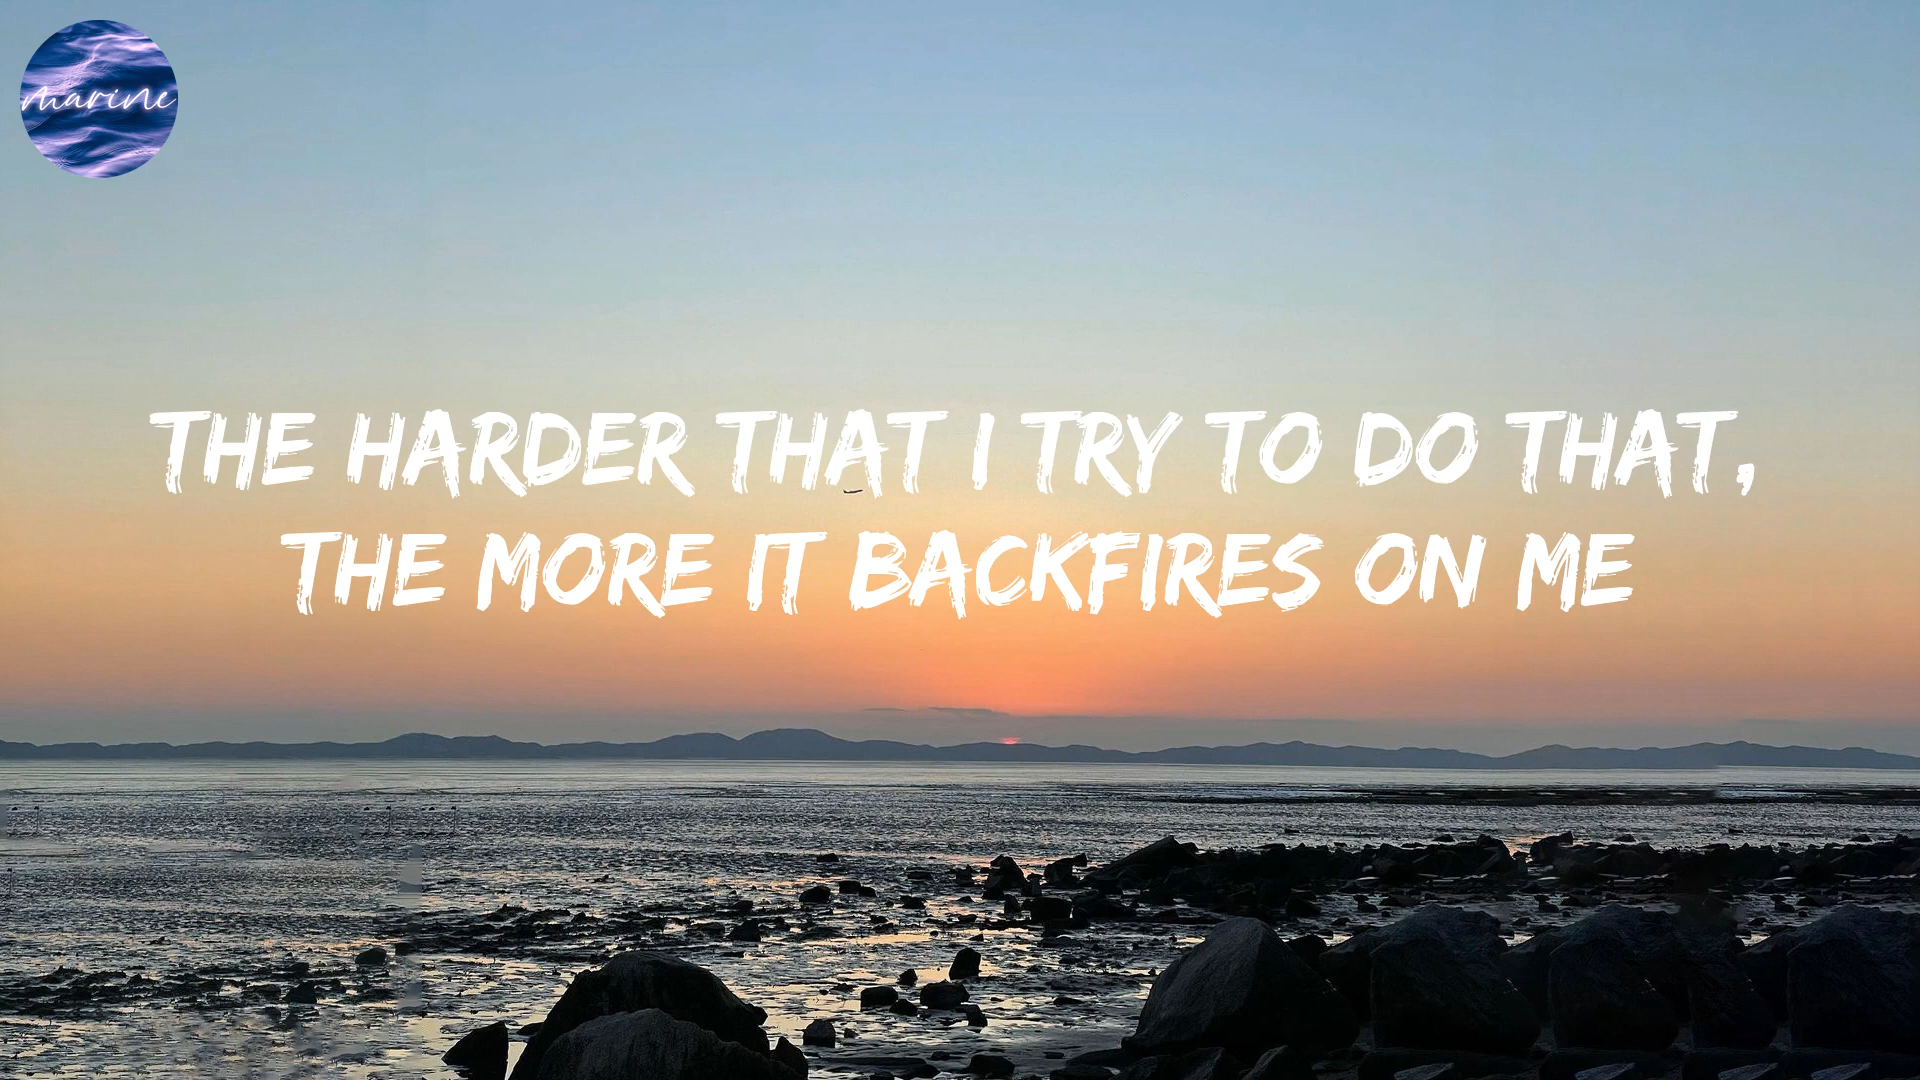 marine
THE HARDER THAT I TRY TO DO THAT,
THE MORE IT BACKFIRES ON ME